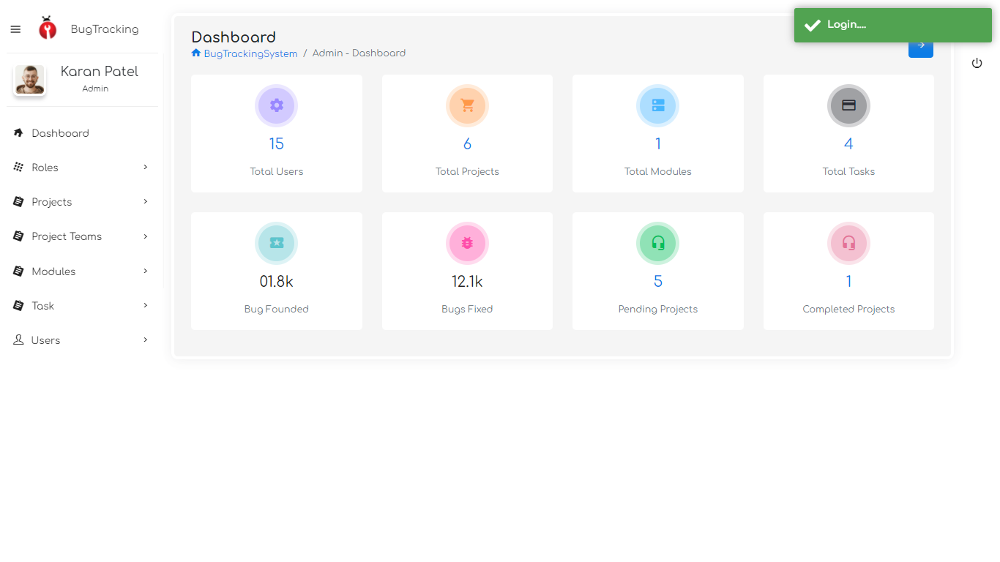 BugTracking
Karan Patel
Admin
Dashboard
Roles
Projects
Project Teams
Modules
Task
Users
Dashboard
BugTrackingSystem / Admin - Dashboard
Login....
15
Total Users
6
Total Projects
1
Total Modules
4
Total Tasks
01.8k
Bug Founded
12.1k
Bugs Fixed
5
Pending Projects
1
Completed Projects